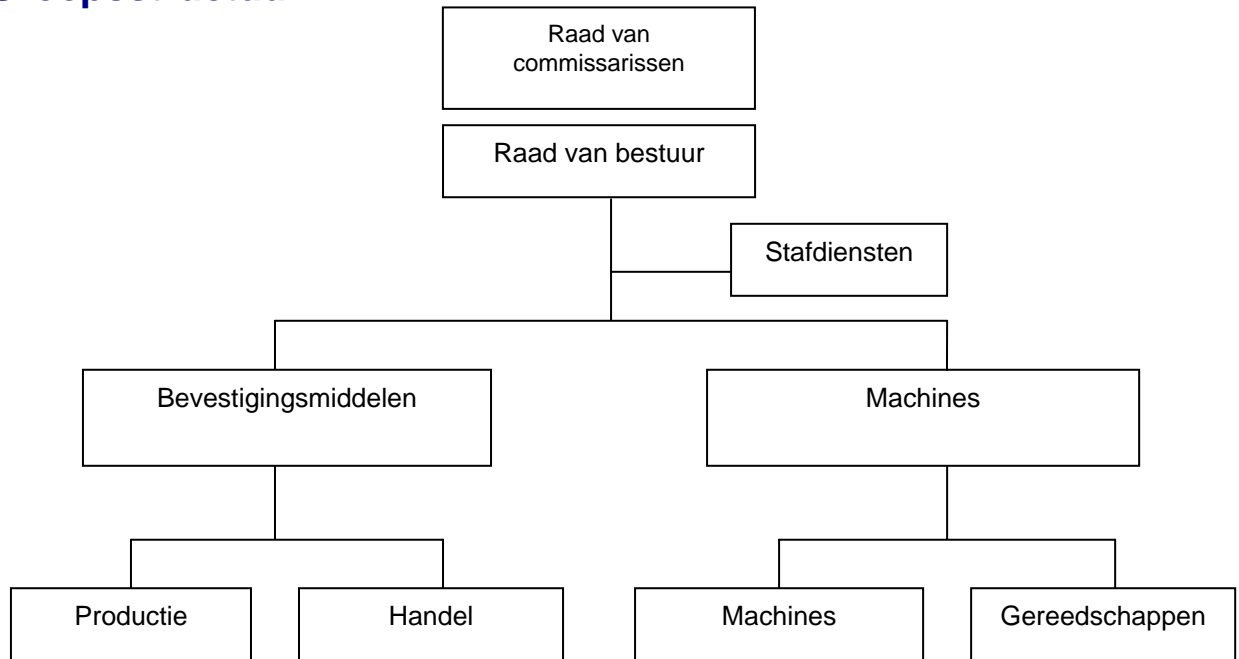 Raad van
commissarissen
Raad van bestuur
Stafdiensten
Bevestigingsmiddelen
Machines
Productie
Handel
Machines
Gereedschappen